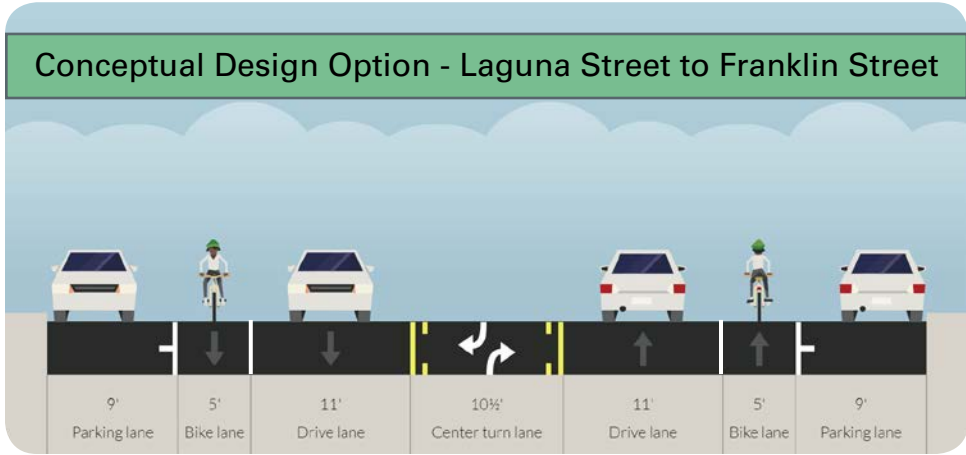 Conceptual Design Option - Laguna Street to Franklin Street
9' 5' 11' 10½' 11' 5' 9'
Parking lane Bike lane Drive lane Center turn lane Drive lane Bike lane Parking lane